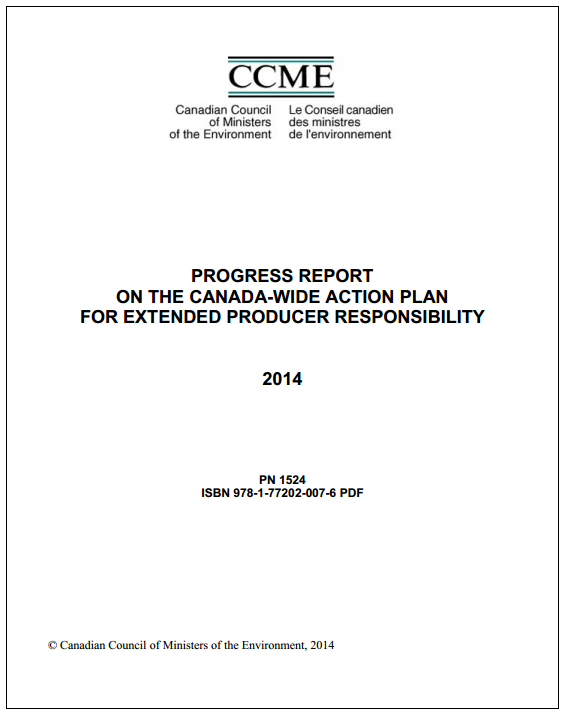 CCME
Canadian Council
of Ministers
of the Environment
Le Conseil canadien
des ministres
de l'environnement
PROGRESS REPORT
ON THE CANADA-WIDE ACTION PLAN
FOR EXTENDED PRODUCER RESPONSIBILITY
2014
PN 1524
ISBN 978-1-77202-007-6 PDF
© Canadian Council of Ministers of the Environment, 2014